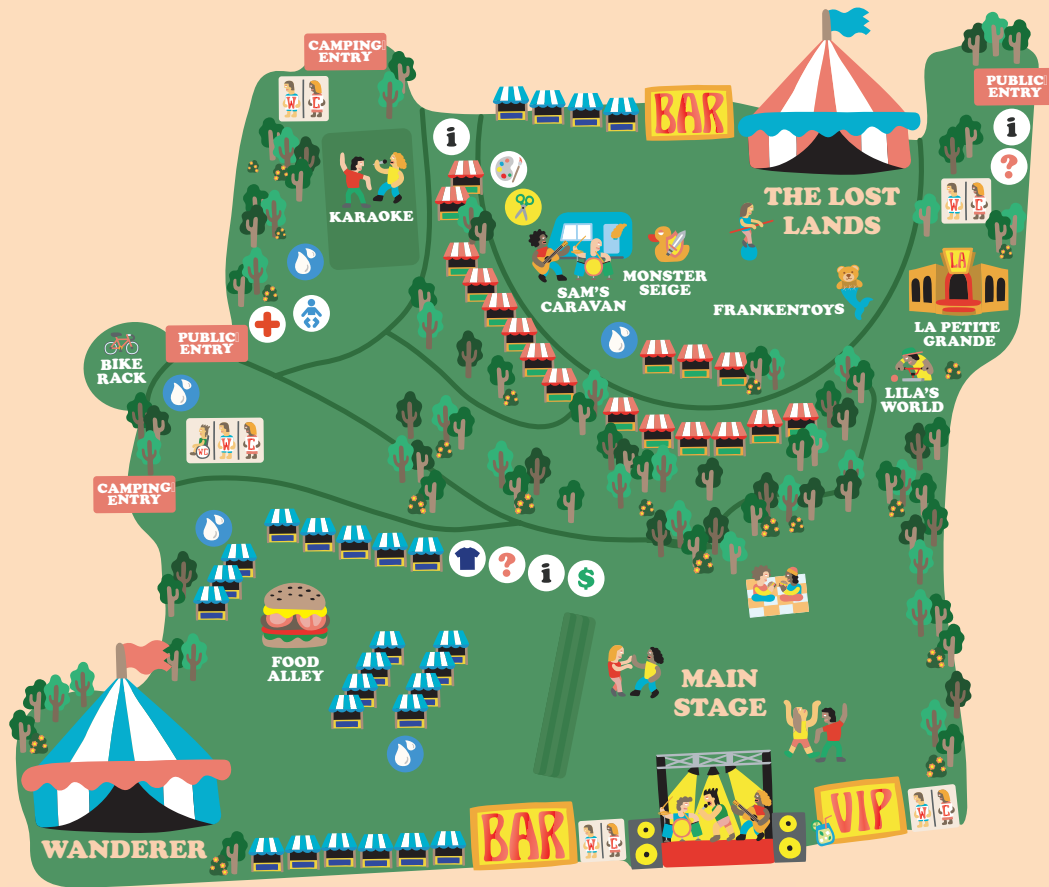 CAMPING
ENTRY
W C
KARAOKE
i
BAR
THE LOST
LANDS
PUBLIC
ENTRY
i
?
W C
SAM'S
CARAVAN
MONSTER
SEIGE
FRANKENTOYS
LA
LA PETITE
GRANDE
LILA'S
WORLD
BIKE
RACK
PUBLIC
ENTRY
WC W C
CAMPING
ENTRY
? i $
FOOD
ALLEY
MAIN
STAGE
WANDERER
BAR
W C
VIP
W C